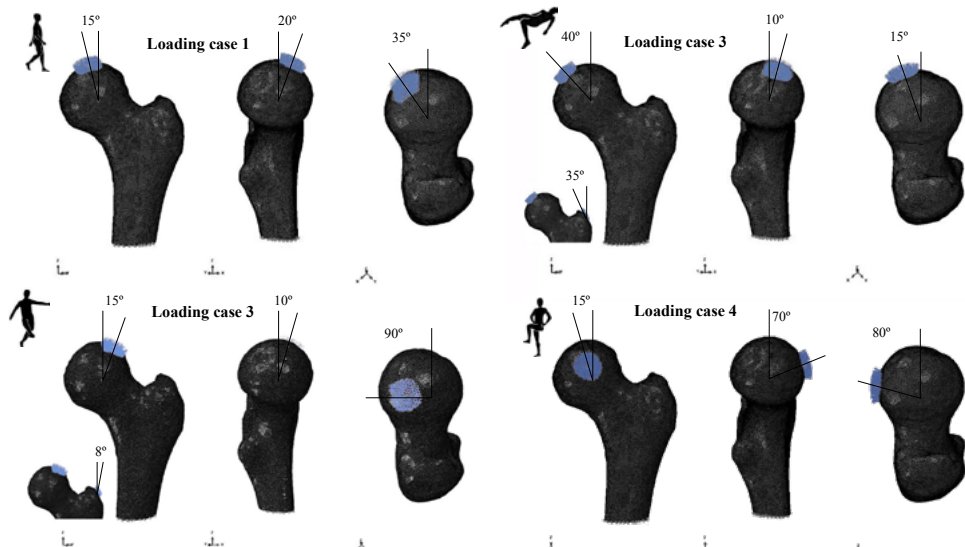 15º
Loading case 1
20º
35º
40º
Loading case 3
10º
15º
35º
15º
Loading case 3
10º
90º
8º
15º
Loading case 4
70º
80º